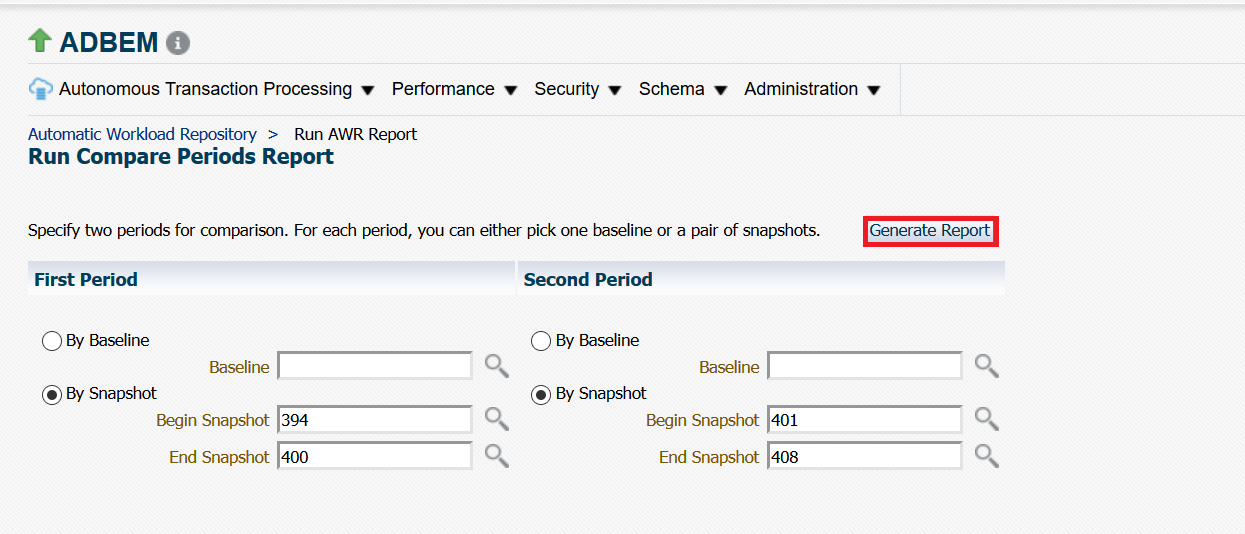 ADBEM
Autonomous Transaction Processing Performance Security Schema Administration
Automatic Workload Repository > Run AWR Report
Run Compare Periods Report
Specify two periods for comparison. For each period, you can either pick one baseline or a pair of snapshots. Generate Report
First Period Second Period
By Baseline By Baseline
Baseline Baseline
By Snapshot By Snapshot
Begin Snapshot 394 Begin Snapshot 401
End Snapshot 400 End Snapshot 408